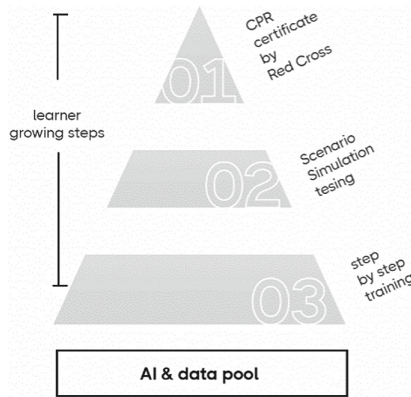 CPR
certificate
by
Red Cross
01
learner
growing steps
Scenario
Simulation
tesing
02
step
by step
training
03
AI & data pool